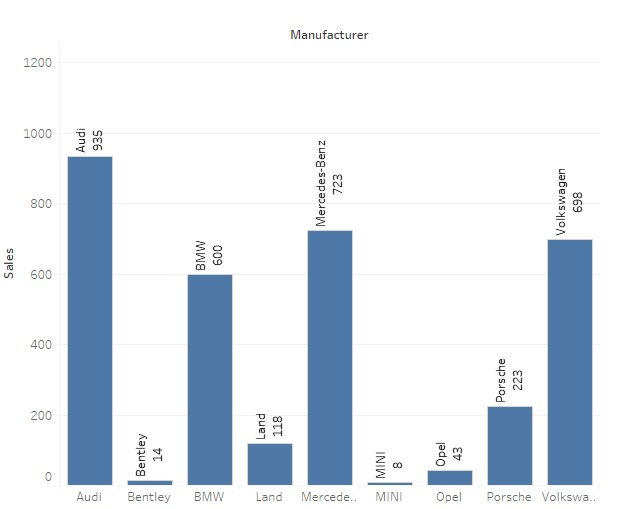 Manufacturer
1200
1000
800
600
400
200
0
Sales
Audi
935
Bentley
14
BMW
600
Land
118
Mercedes-Benz
723
MINI
8
Opel
43
Porsche
223
Volkswagen
698
Audi
Bentley
BMW
Land
Mercede..
MINI
Opel
Porsche
Volkswa..